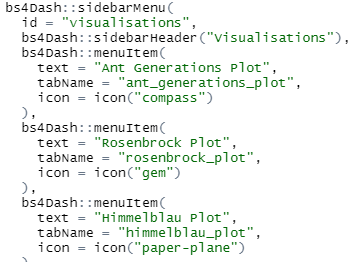 bs4Dash::sidebarMenu(
  id = "visualisations",
  bs4Dash::sidebarHeader("Visualisations"),
  bs4Dash::menuItem(
    text = "Ant Generations Plot",
    tabName = "ant_generations_plot",
    icon = icon("compass")
  ),
  bs4Dash::menuItem(
    text = "Rosenbrock Plot",
    tabName = "rosenbrock_plot",
    icon = icon("gem")
  ),
  bs4Dash::menuItem(
    text = "Himmelblau Plot",
    tabName = "himmelblau_plot",
    icon = icon("paper-plane")
  )